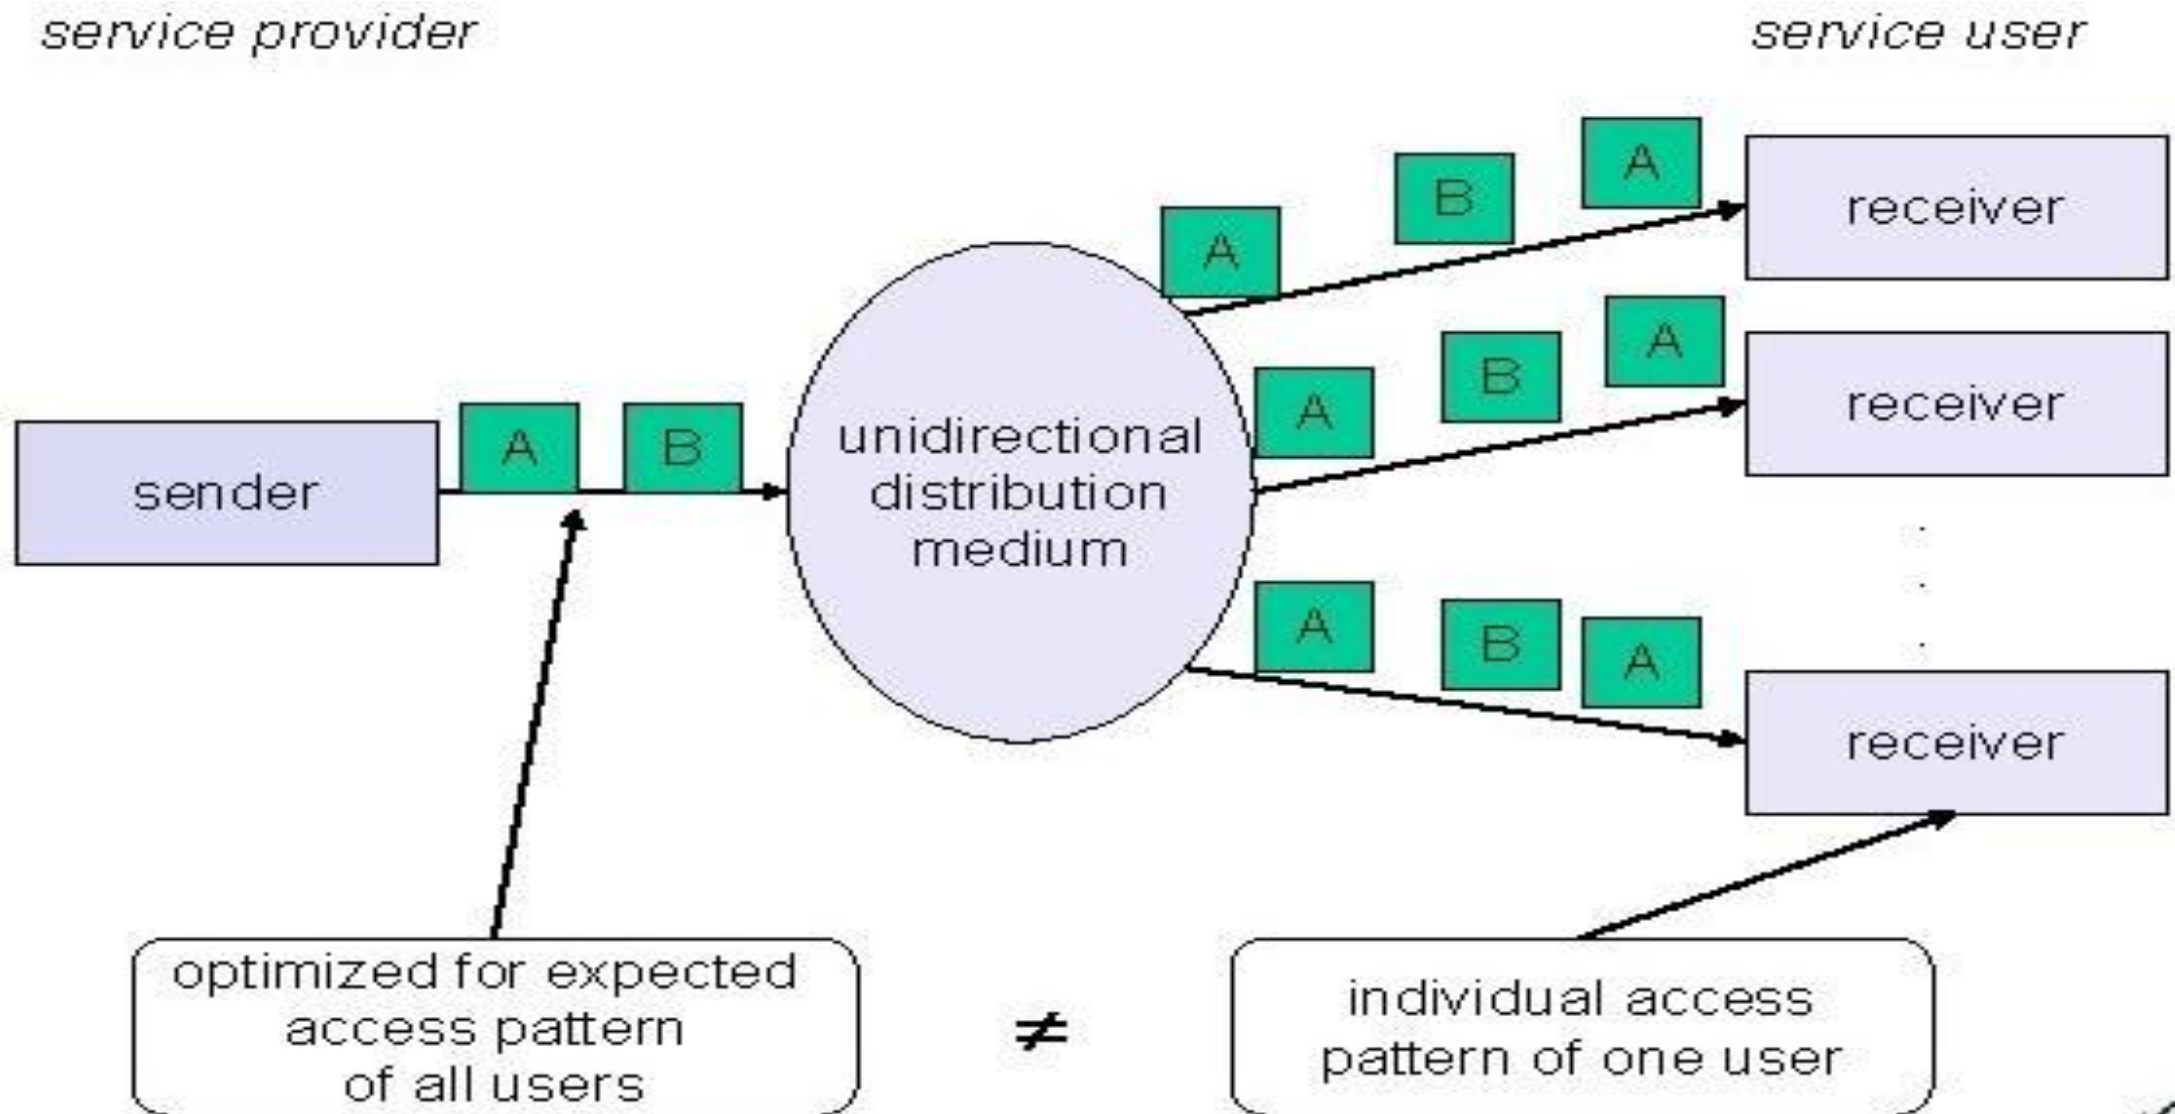 service provider
service user
A
B
A
receiver
A
B
A
receiver
sender
A
B
unidirectional
distribution
medium
.
.
.
A
B
A
receiver
optimized for expected
access pattern
of all users
≠
individual access
pattern of one user